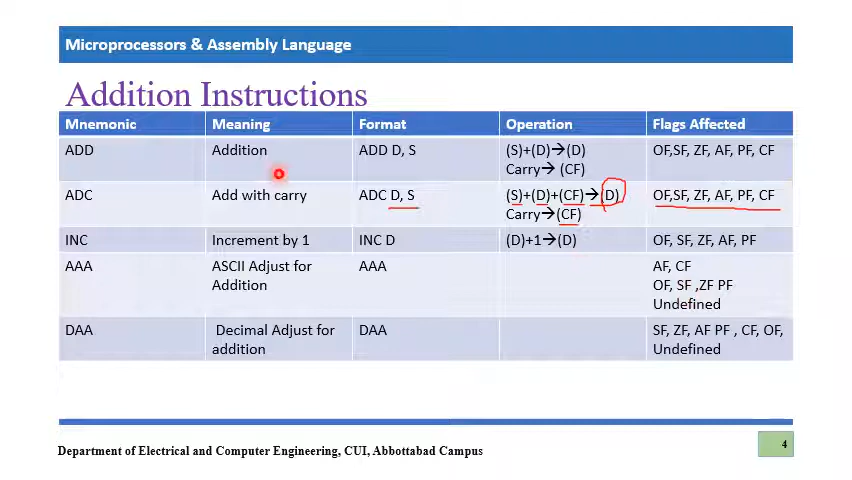 Microprocessors & Assembly Language
Addition Instructions
Mnemonic Meaning Format Operation Flags Affected
ADD Addition ADD D, S (S)+(D)→(D) OF,SF, ZF, AF, PF, CF
Carry→ (CF)
ADC Add with carry ADC D, S (S)+(D)+(CF)→(D) OF,SF, ZF, AF, PF, CF
Carry→(CF)
INC Increment by 1 INC D (D)+1→(D) OF, SF, ZF, AF, PF
AAA ASCII Adjust for AAA AF, CF
Addition OF, SF ,ZF PF
Undefined
DAA Decimal Adjust for DAA SF, ZF, AF PF , CF, OF,
addition Undefined
Department of Electrical and Computer Engineering, CUI, Abbottabad Campus
4